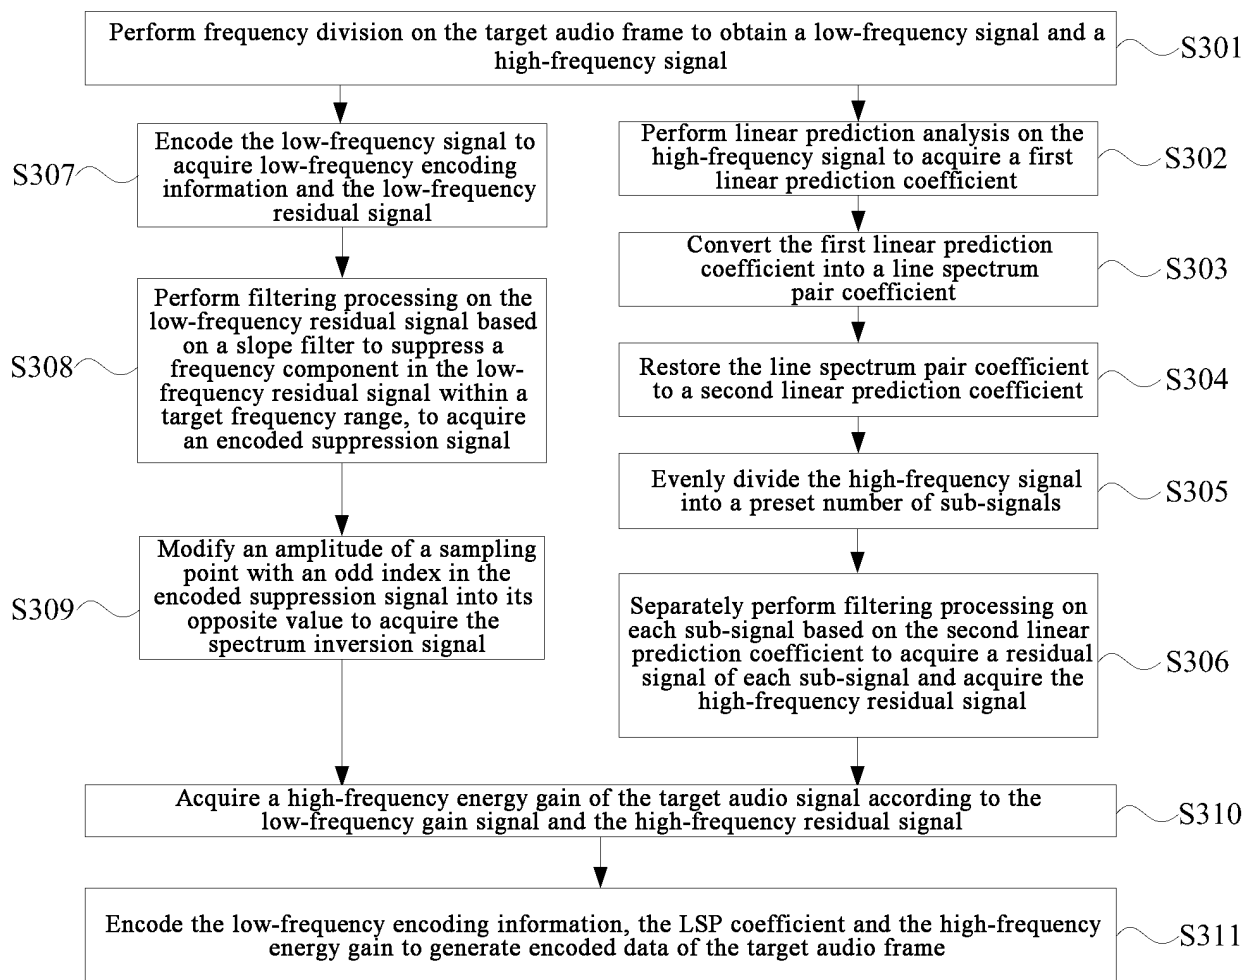 Perform frequency division on the target audio frame to obtain a low-frequency signal and a
high-frequency signal
S301
Encode the low-frequency signal to
acquire low-frequency encoding
information and the low-frequency
residual signal
S307
Perform linear prediction analysis on the
high-frequency signal to acquire a first
linear prediction coefficient
S302
Convert the first linear prediction
coefficient into a line spectrum
pair coefficient
S303
Perform filtering processing on the
low-frequency residual signal based
on a slope filter to suppress a
frequency component in the low-
frequency residual signal within a
target frequency range, to acquire
an encoded suppression signal
S308
Restore the line spectrum pair coefficient
to a second linear prediction coefficient
S304
Evenly divide the high-frequency signal
into a preset number of sub-signals
S305
Modify an amplitude of a sampling
point with an odd index in the
encoded suppression signal into its
opposite value to acquire the
spectrum inversion signal
S309
Separately perform filtering processing on
each sub-signal based on the second linear
prediction coefficient to acquire a residual
signal of each sub-signal and acquire the
high-frequency residual signal
S306
Acquire a high-frequency energy gain of the target audio signal according to the
low-frequency gain signal and the high-frequency residual signal
S310
Encode the low-frequency encoding information, the LSP coefficient and the high-frequency
energy gain to generate encoded data of the target audio frame
S311